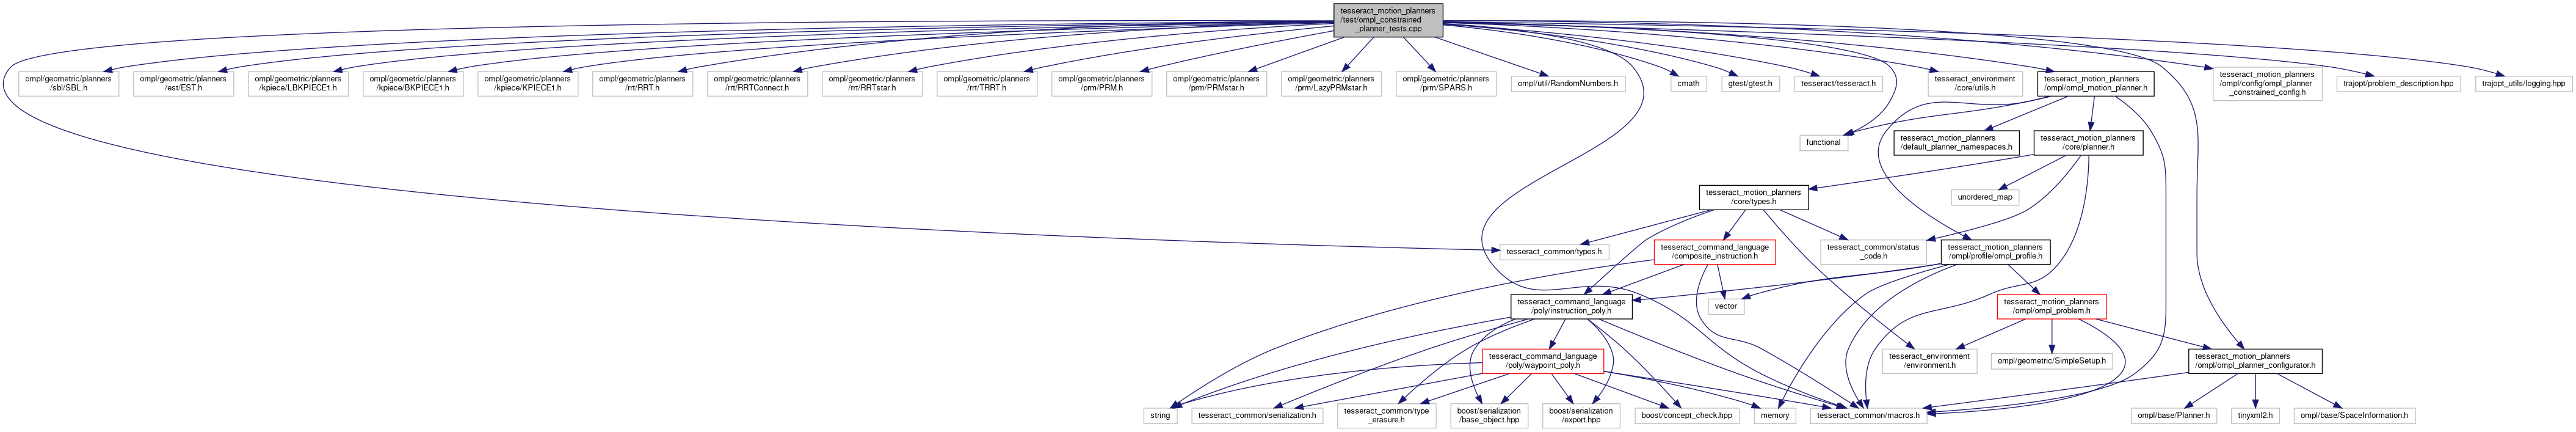 tesseract_motion_planners
/test/ompl_constrained
_planner_tests.cpp
ompl/geometric/planners
/sbl/SBL.h
ompl/geometric/planners
/est/EST.h
ompl/geometric/planners
/kpiece/LBKPIECE1.h
ompl/geometric/planners
/kpiece/BKPIECE1.h
ompl/geometric/planners
/kpiece/KPIECE1.h
ompl/geometric/planners
/rrt/RRT.h
ompl/geometric/planners
/rrt/RRTConnect.h
ompl/geometric/planners
/rrt/RRTstar.h
ompl/geometric/planners
/rrt/TRRT.h
ompl/geometric/planners
/prm/PRM.h
ompl/geometric/planners
/prm/PRMstar.h
ompl/geometric/planners
/prm/LazyPRMstar.h
ompl/geometric/planners
/prm/SPARS.h
ompl/util/RandomNumbers.h
cmath
gtest/gtest.h
tesseract/tesseract.h
tesseract_environment
/core/utils.h
tesseract_motion_planners
/ompl/ompl_motion_planner.h
tesseract_motion_planners
/ompl/config/ompl_planner
_constrained_config.h
trajopt/problem_description.hpp
trajopt_utils/logging.hpp
functional
tesseract_motion_planners
/default_planner_namespaces.h
tesseract_motion_planners
/core/planner.h
tesseract_motion_planners
/core/types.h
unordered_map
tesseract_common/types.h
tesseract_command_language
/composite_instruction.h
tesseract_common/status
_code.h
tesseract_motion_planners
/ompl/profile/ompl_profile.h
tesseract_command_language
/poly/instruction_poly.h
vector
tesseract_motion_planners
/ompl/ompl_problem.h
tesseract_command_language
/poly/waypoint_poly.h
tesseract_environment
/environment.h
ompl/geometric/SimpleSetup.h
tesseract_motion_planners
/ompl/ompl_planner_configurator.h
string
tesseract_common/serialization.h
tesseract_common/type
_erasure.h
boost/serialization
/base_object.hpp
boost/serialization
/export.hpp
boost/concept_check.hpp
memory
tesseract_common/macros.h
ompl/base/Planner.h
tinyxml2.h
ompl/base/SpaceInformation.h